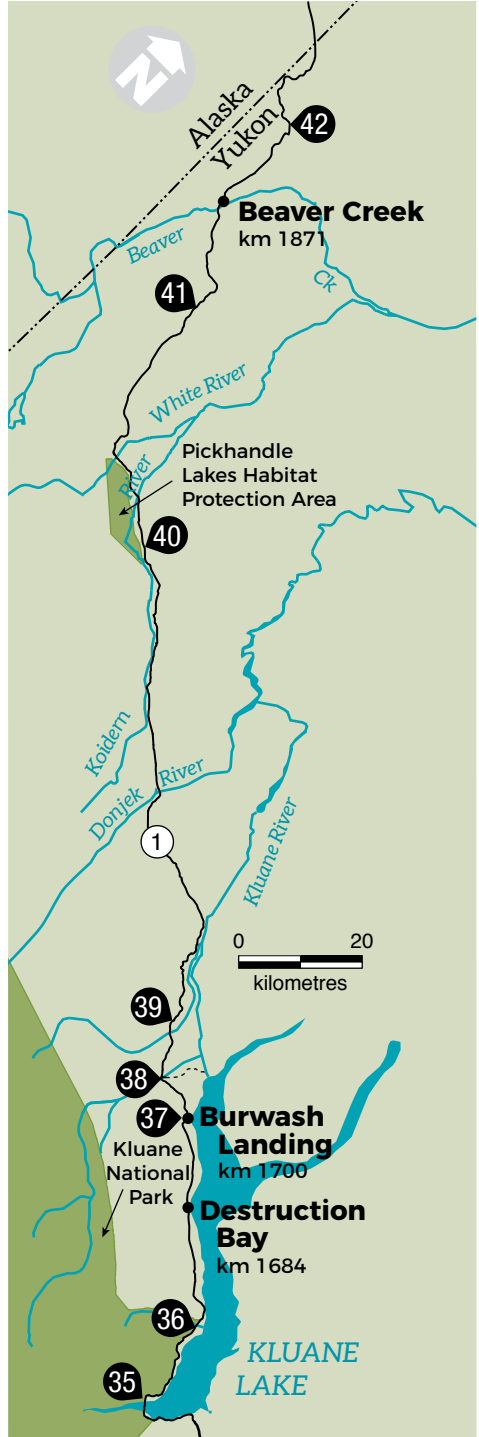 N
Alaska
Yukon
42
Beaver Creek
km 1871
Beaver
Ck
41
White River
River
Pickhandle
Lakes Habitat
Protection Area
40
Koidern
Donjek
River
1
Kluane River
0 20
kilometres
39
38
37
Burwash
Landing
km 1700
Kluane
National
Park
Destruction
Bay
km 1684
36
KLUANE
LAKE
35